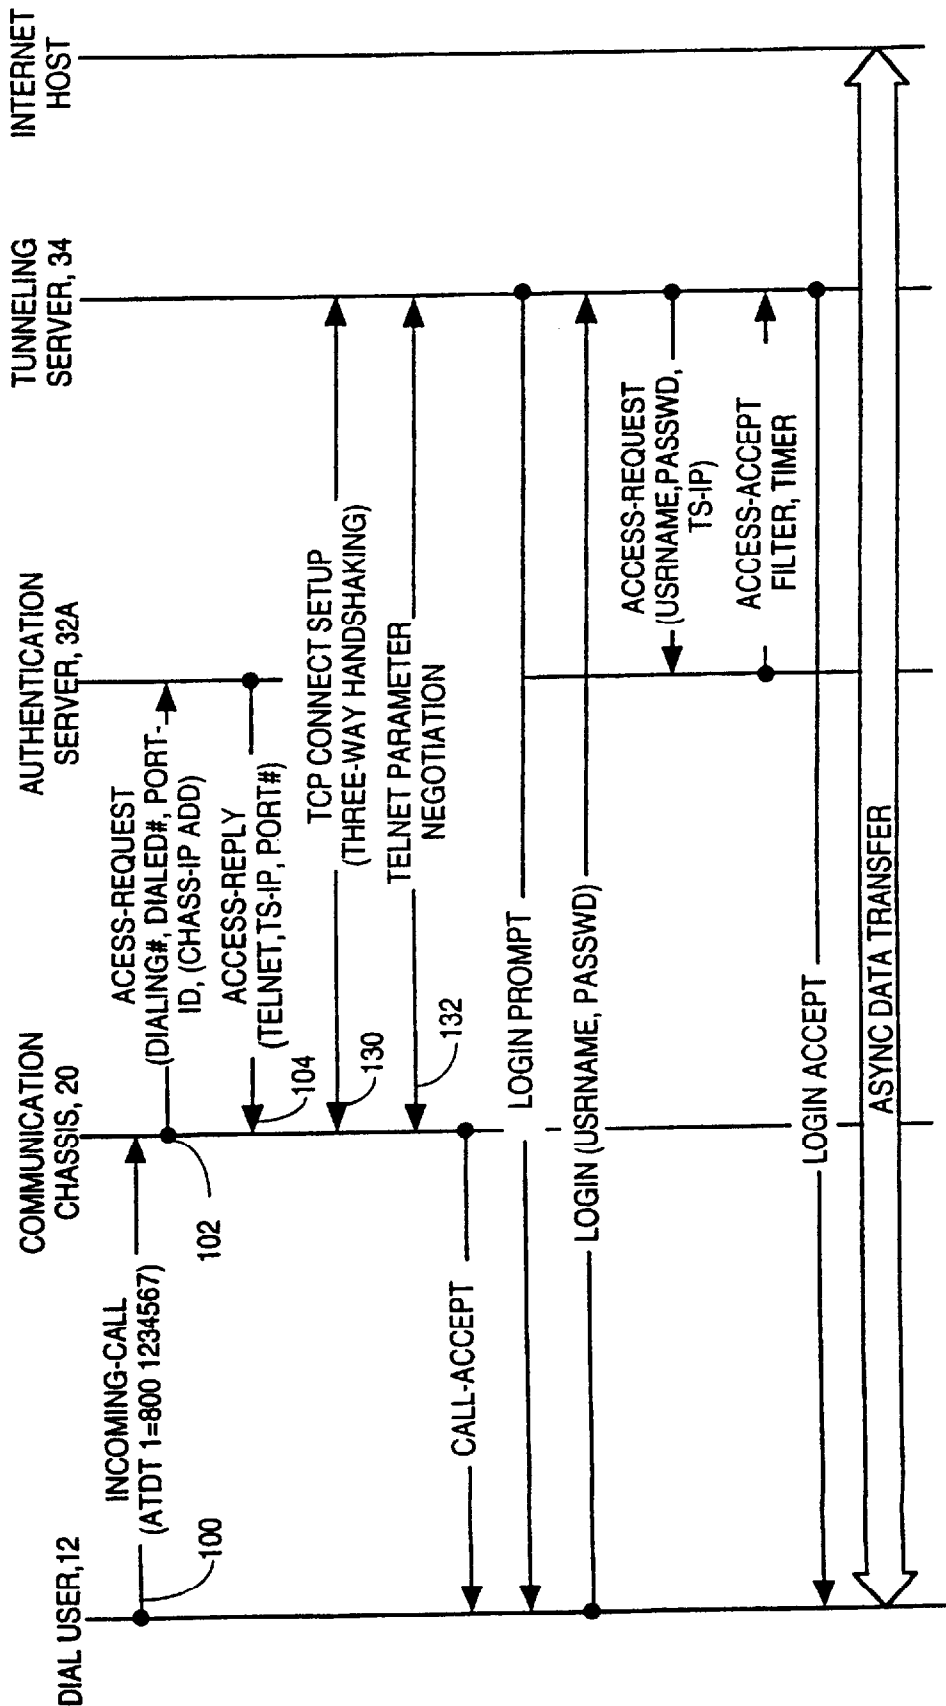 DIAL USER,12
COMMUNICATION
CHASSIS, 20
AUTHENTICATION
SERVER, 32A
TUNNELING
SERVER, 34
INTERNET
HOST
INCOMING-CALL
(ATDT 1=800 1234567)
100
ACESS-REQUEST
(DIALING#, DIALED#, PORT-
ID, (CHASS-IP ADD)
102
ACCESS-REPLY
(TELNET,TS-IP, PORT#)
104
TCP CONNECT SETUP
(THREE-WAY HANDSHAKING)
130
TELNET PARAMETER
NEGOTIATION
132
CALL-ACCEPT
LOGIN PROMPT
LOGIN (USRNAME, PASSWD)
ACCESS-REQUEST
(USRNAME,PASSWD,
TS-IP)
ACCESS-ACCEPT
FILTER, TIMER
LOGIN ACCEPT
ASYNC DATA TRANSFER